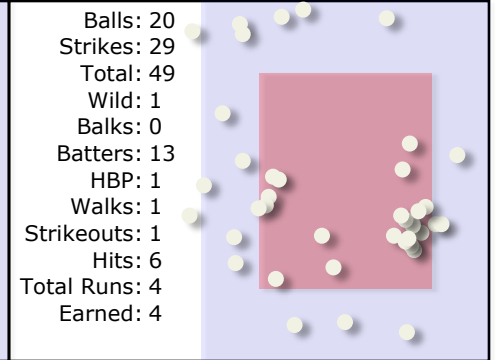 Balls: 20
Strikes: 29
Total: 49
Wild: 1
Balks: 0
Batters: 13
HBP: 1
Walks: 1
Strikeouts: 1
Hits: 6
Total Runs: 4
Earned: 4